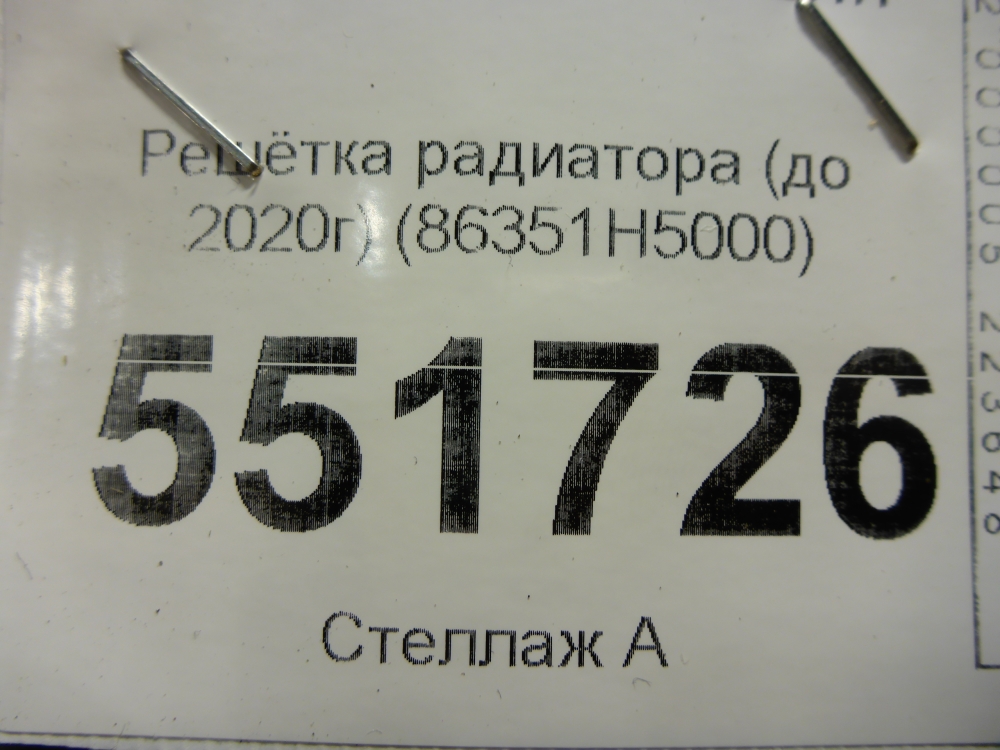 Решётка радиатора (до
2020г) (86351H5000)
551726
Стеллаж А